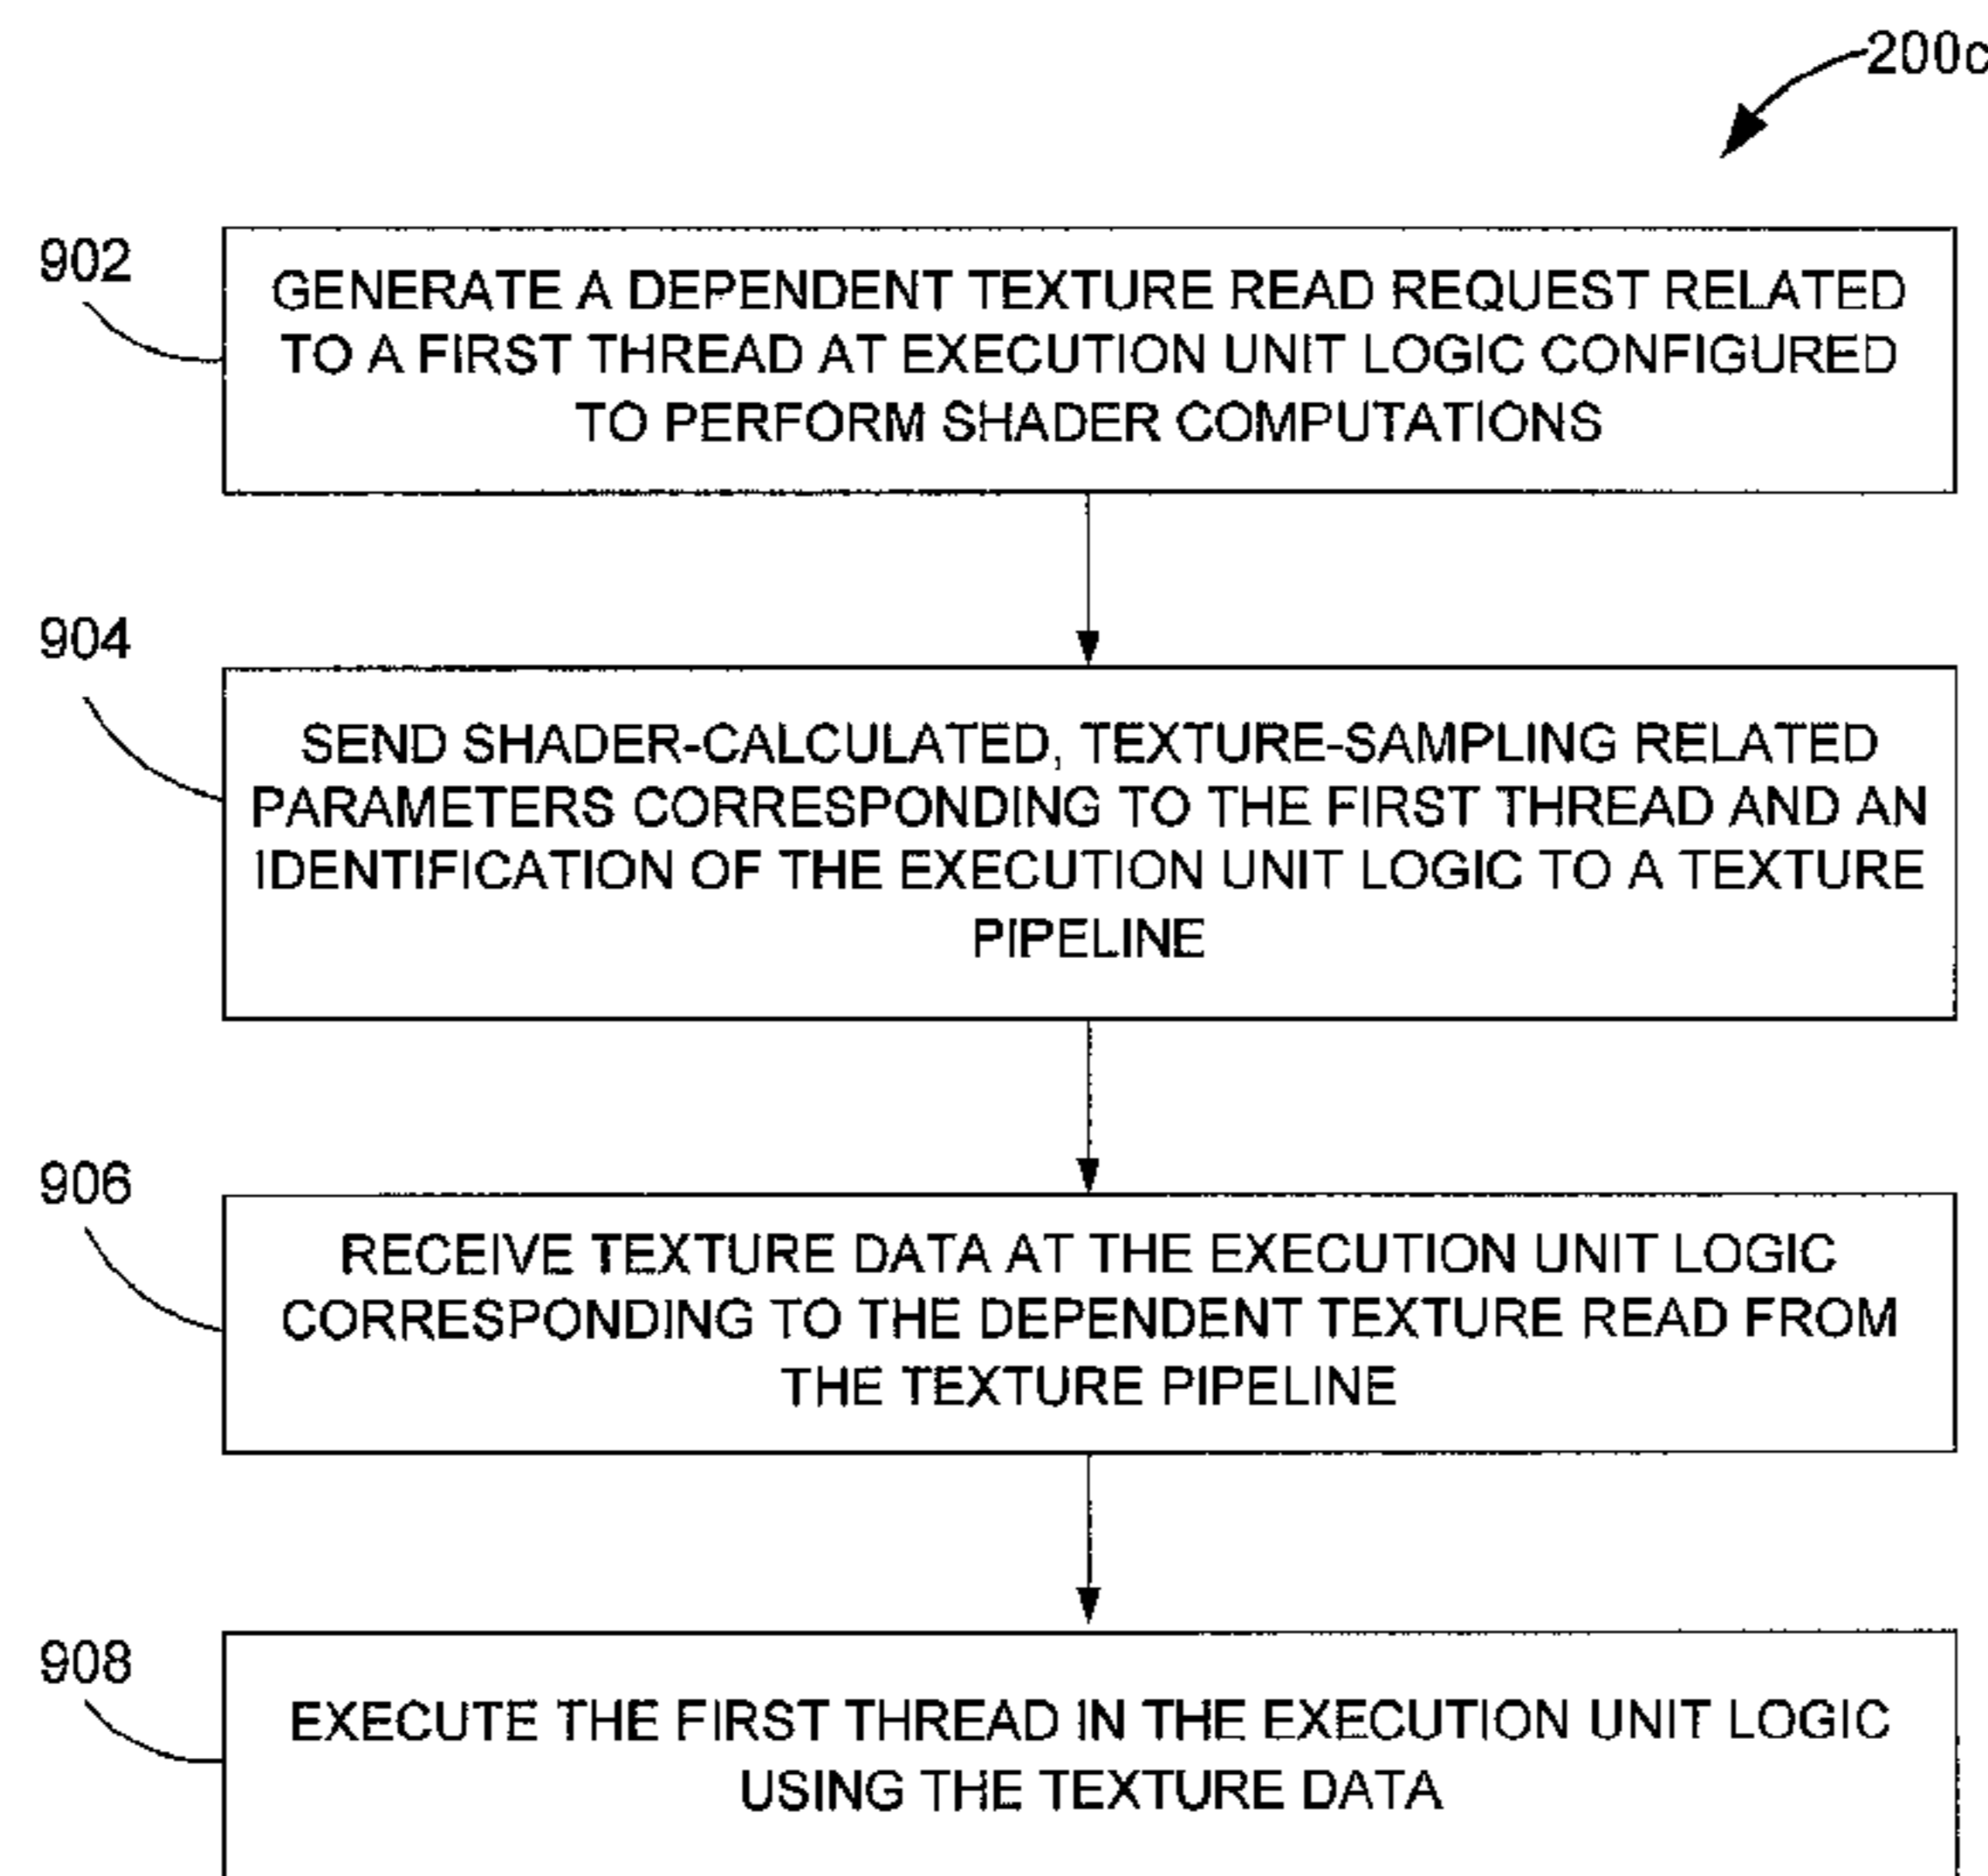 200c
902
GENERATE A DEPENDENT TEXTURE READ REQUEST RELATED
TO A FIRST THREAD AT EXECUTION UNIT LOGIC CONFIGURED
TO PERFORM SHADER COMPUTATIONS
904
SEND SHADER-CALCULATED, TEXTURE-SAMPLING RELATED
PARAMETERS CORRESPONDING TO THE FIRST THREAD AND AN
IDENTIFICATION OF THE EXECUTION UNIT LOGIC TO A TEXTURE
PIPELINE
906
RECEIVE TEXTURE DATA AT THE EXECUTION UNIT LOGIC
CORRESPONDING TO THE DEPENDENT TEXTURE READ FROM
THE TEXTURE PIPELINE
908
EXECUTE THE FIRST THREAD IN THE EXECUTION UNIT LOGIC
USING THE TEXTURE DATA